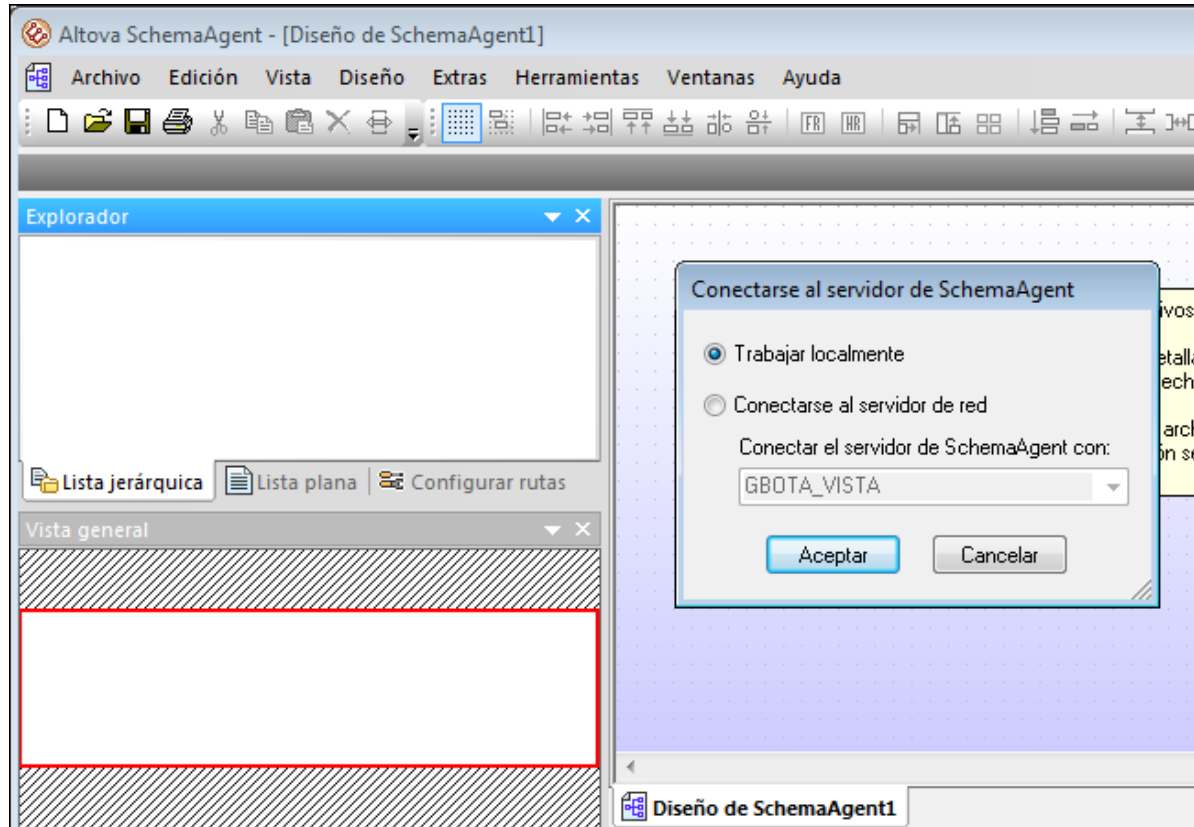 Altova SchemaAgent - [Diseño de SchemaAgent1]
Archivo Edición Vista Diseño Extras Herramientas Ventanas Ayuda
FR HR
Explorador
Lista jerárquica Lista plana Configurar rutas
Vista general
Conectarse al servidor de SchemaAgent
Trabajar localmente
Conectarse al servidor de red
Conectar el servidor de SchemaAgent con:
GBOTA_VISTA
Aceptar Cancelar
Diseño de SchemaAgent1